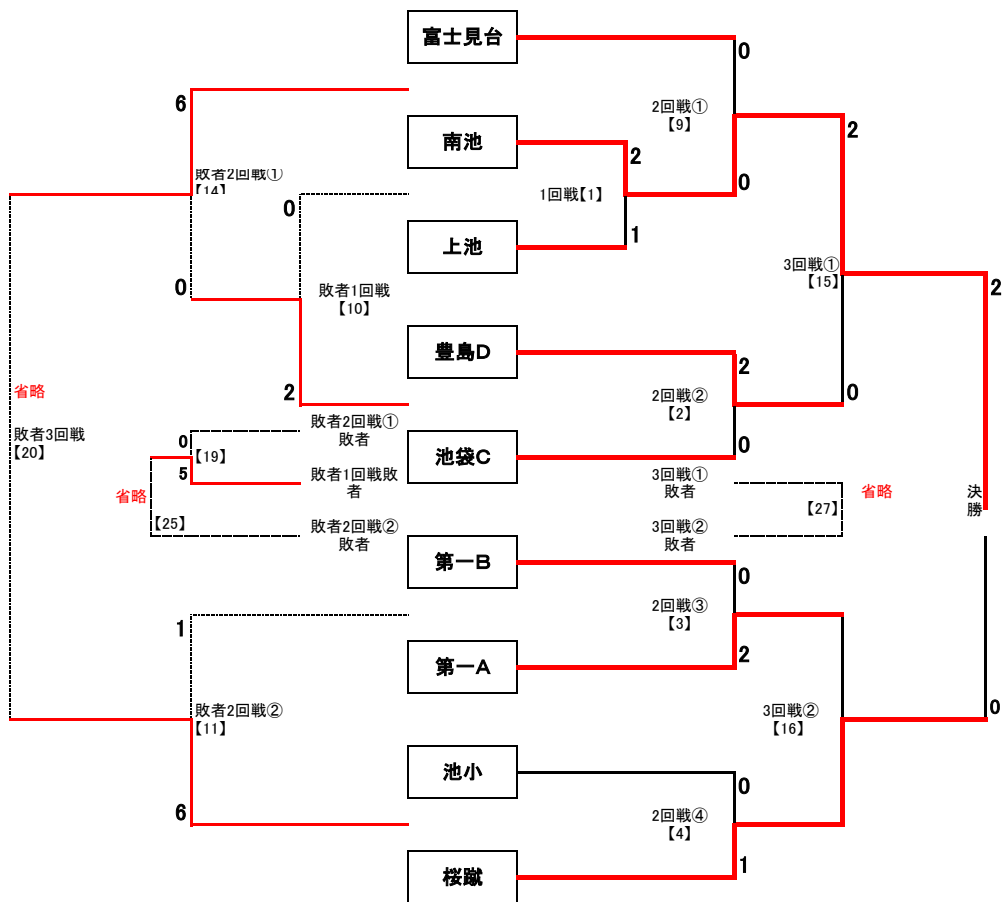 富士見台
0
6
2回戦①
【9】
2
南池
2
敗者2回戦①
【14】
0
1回戦【1】
0
上池
1
3回戦①
【15】
0
敗者1回戦
【10】
2
豊島D
2
省略
2
敗者2回戦①
敗者
2回戦②
【2】
0
敗者3回戦
【20】
0
【19】
池袋C
0
5
敗者1回戦敗
者
3回戦①
敗者
省略
省略
【27】
決
勝
【25】
敗者2回戦②
敗者
3回戦②
敗者
第一B
0
2回戦③
【3】
1
第一A
2
敗者2回戦②
【11】
3回戦②
【16】
0
池小
0
6
2回戦④
【4】
桜蹴
1